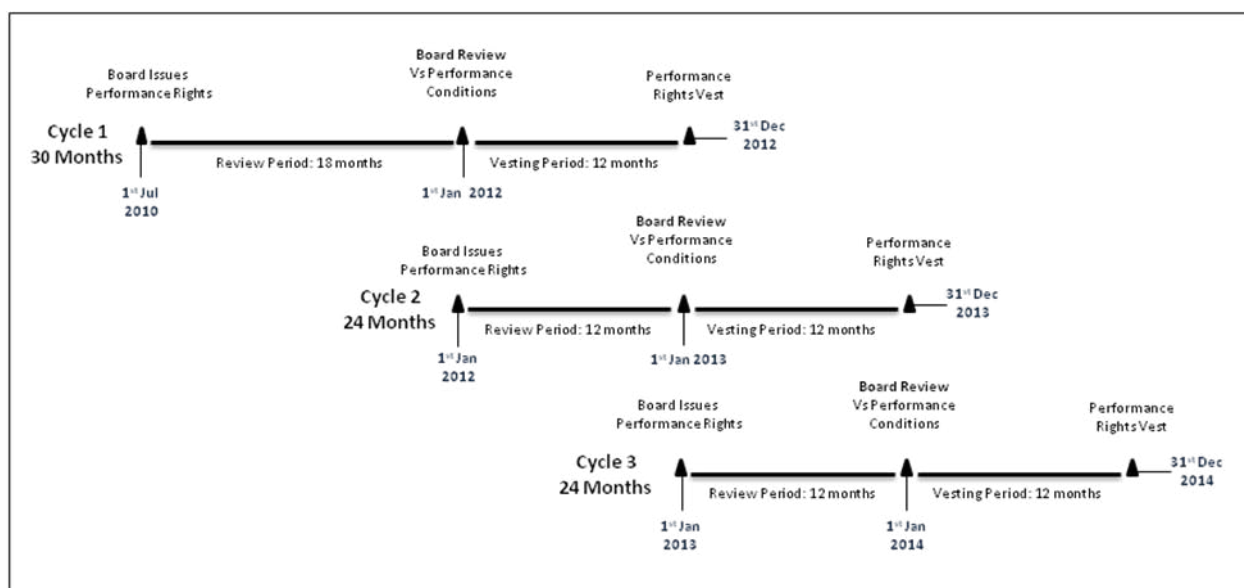 Board Issues
Performance Rights
Board Review
Vs Performance
Conditions
Performance
Rights Vest
Cycle 1
30 Months
Review Period: 18 months
Vesting Period: 12 months
31st Dec
2012
1st Jul
2010
1st Jan 2012
Board Issues
Performance Rights
Board Review
Vs Performance
Conditions
Performance
Rights Vest
Cycle 2
24 Months
Review Period: 12 months
Vesting Period: 12 months
31st Dec
2013
1st Jan
2012
1st Jan 2013
Board Issues
Performance Rights
Board Review
Vs Performance
Conditions
Performance
Rights Vest
Cycle 3
24 Months
Review Period: 12 months
Vesting Period: 12 months
31st Dec
2014
1st Jan
2013
1st Jan
2014